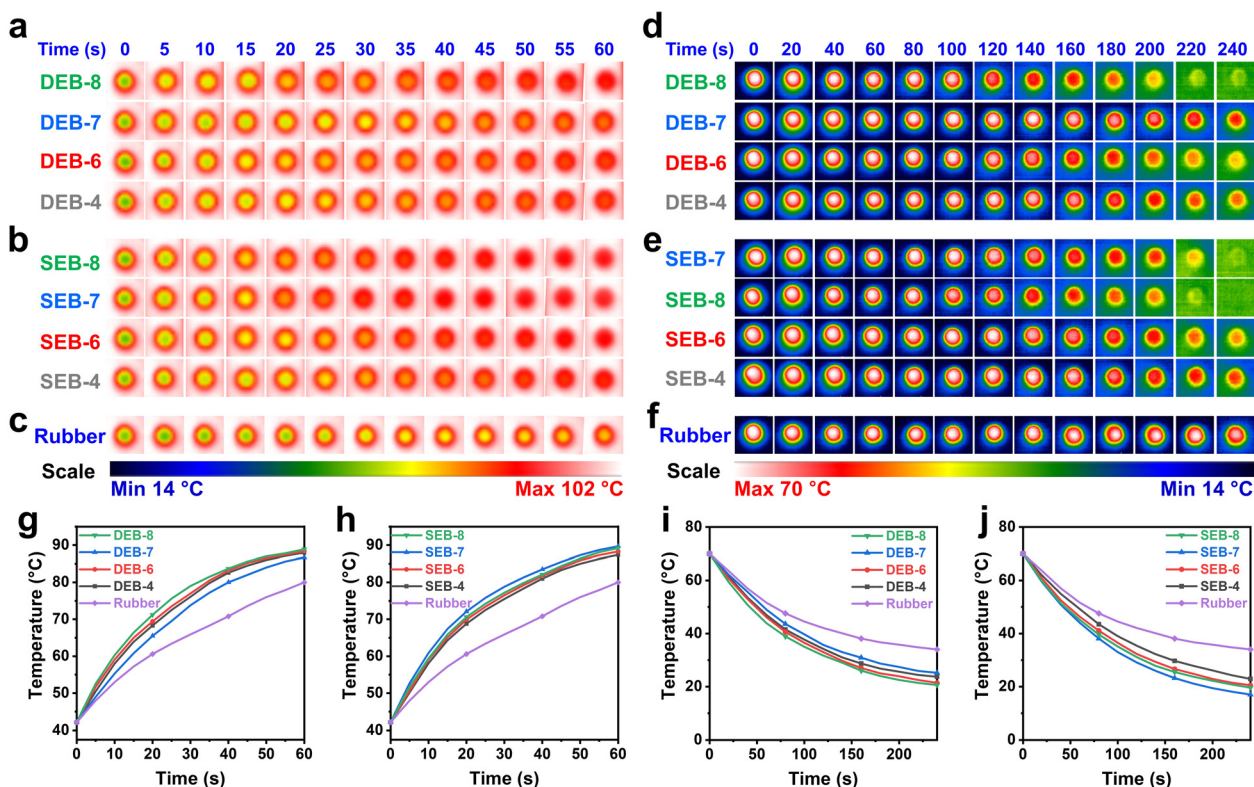 a
Time (s) 0 5 10 15 20 25 30 35 40 45 50 55 60
DEB-8
DEB-7
DEB-6
DEB-4
b
SEB-8
SEB-7
SEB-6
SEB-4
c
Rubber
Scale
Min 14 °C Max 102 °C
d
Time (s) 0 20 40 60 80 100 120 140 160 180 200 220 240
DEB-8
DEB-7
DEB-6
DEB-4
e
SEB-7
SEB-8
SEB-6
SEB-4
f
Rubber
Scale
Max 70 °C Min 14 °C
g
DEB-8
DEB-7
DEB-6
DEB-4
Rubber
90
80
70
60
50
40
Temperature (°C)
0 10 20 30 40 50 60
Time (s)
h
SEB-8
SEB-7
SEB-6
SEB-4
Rubber
90
80
70
60
50
40
Temperature (°C)
0 10 20 30 40 50 60
Time (s)
i
DEB-8
DEB-7
DEB-6
DEB-4
Rubber
80
60
40
20
0
Temperature (°C)
0 50 100 150 200
Time (s)
j
SEB-8
SEB-7
SEB-6
SEB-4
Rubber
80
60
40
20
0
Temperature (°C)
0 50 100 150 200
Time (s)